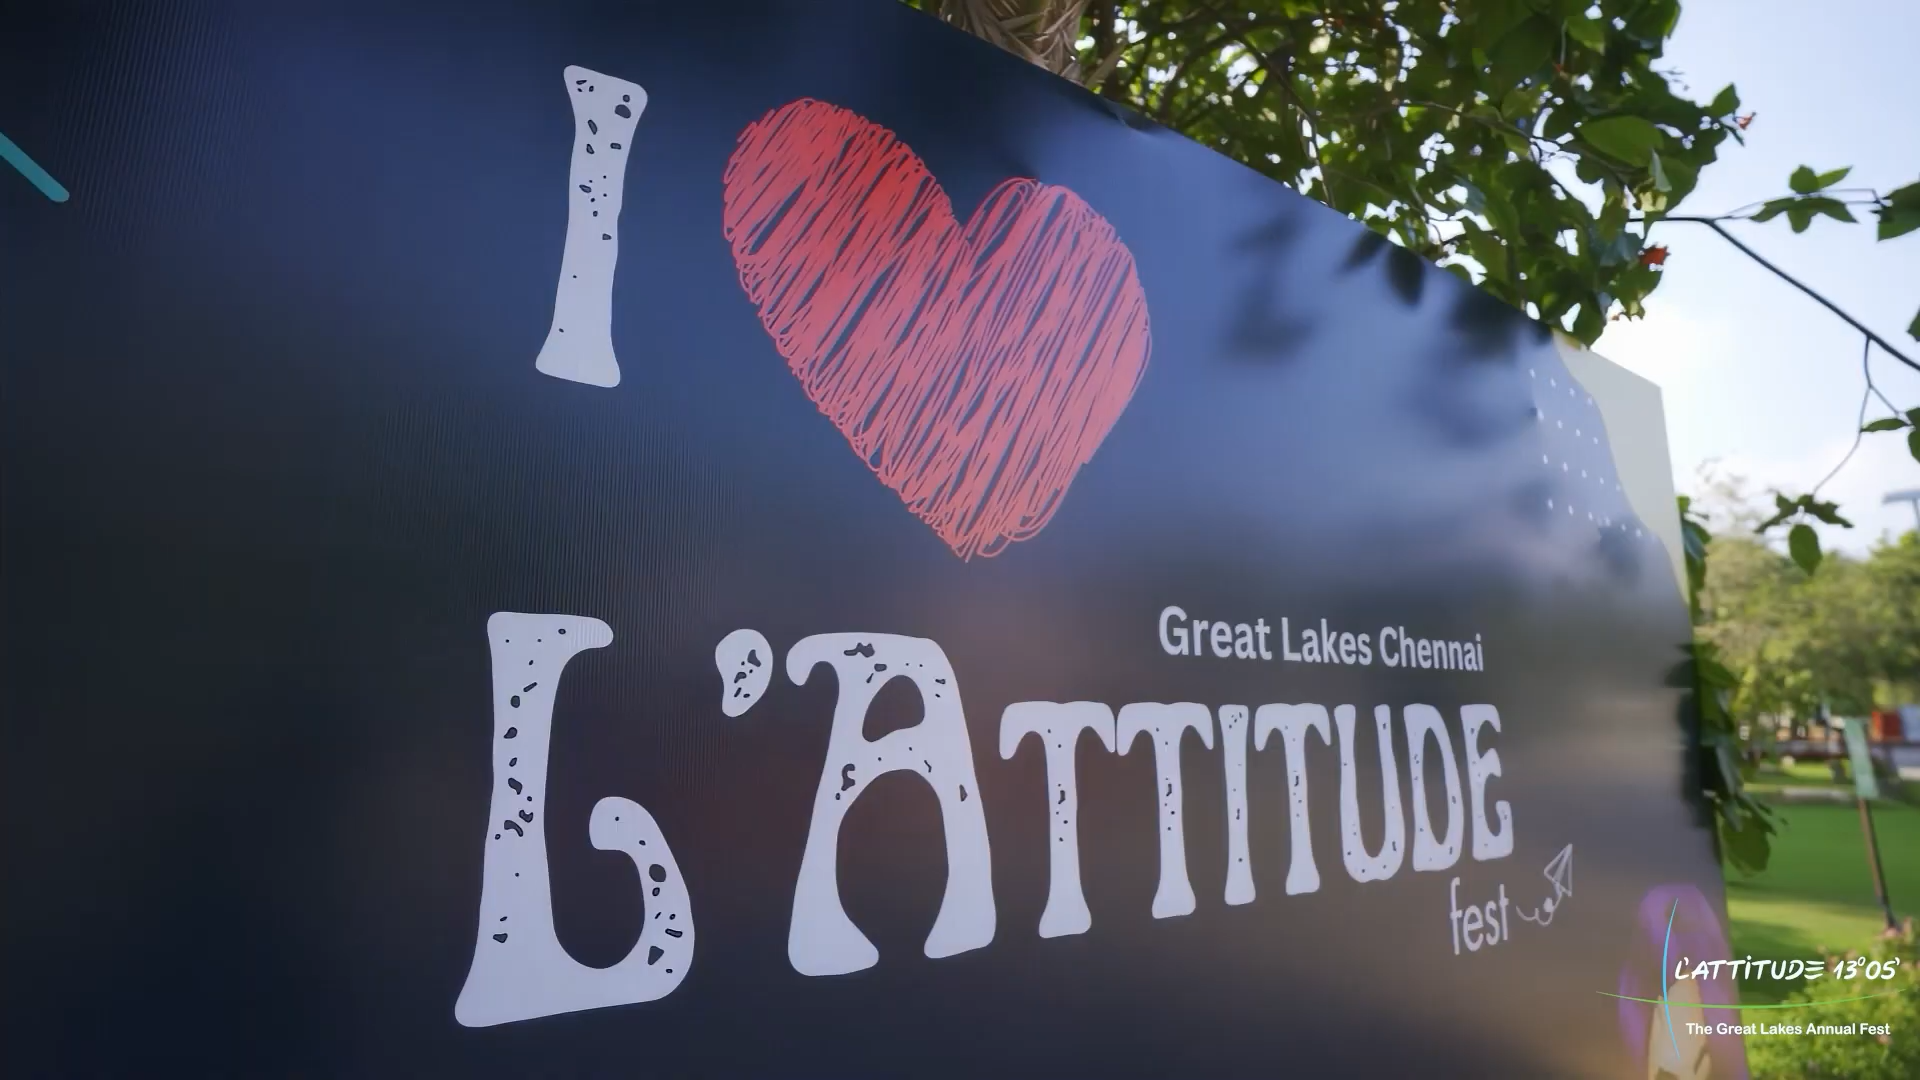 I
Great Lakes Chennai
L'ATTITUDE
fest
L'ATTITUDE 13°05'
The Great Lakes Annual Fest